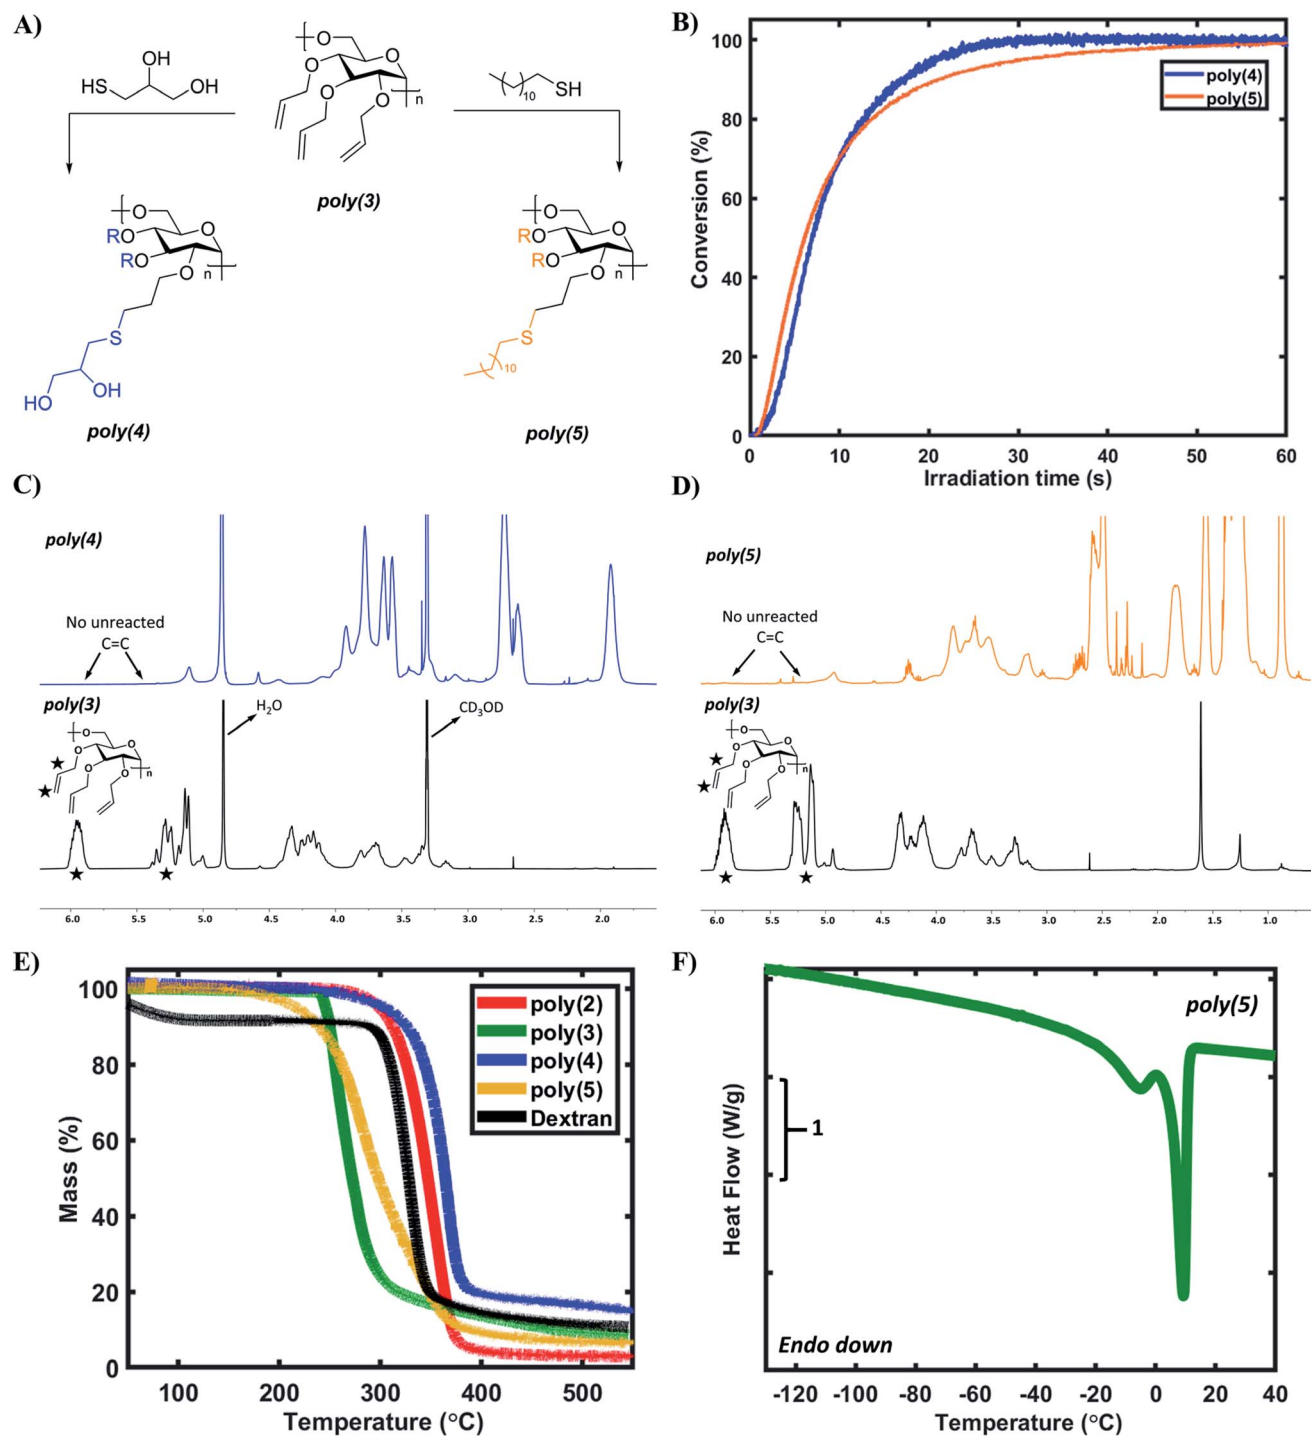 A)
OH
HS
OH
O
O
O
O
O
n
poly(3)
10
SH
O
O
RO
RO
O
n
S
HO
OH
poly(4)
O
O
RO
RO
O
n
S
10
poly(5)
B)
Conversion (%)
100
80
60
40
20
0
poly(4)
poly(5)
0 10 20 30 40 50 60
Irradiation time (s)
C)
poly(4)
No unreacted
C=C
poly(3)
H2O
CD3OD
O
O
O
O
O
n
6.0 5.5 5.0 4.5 4.0 3.5 3.0 2.5 2.0
D)
poly(5)
No unreacted
C=C
poly(3)
O
O
O
O
O
n
6.0 5.5 5.0 4.5 4.0 3.5 3.0 2.5 2.0 1.5 1.0
E)
Mass (%)
100
80
60
40
20
0
poly(2)
poly(3)
poly(4)
poly(5)
Dextran
100 200 300 400 500
Temperature (°C)
F)
poly(5)
Heat Flow (W/g)
1
Endo down
-120 -100 -80 -60 -40 -20 0 20 40
Temperature (°C)